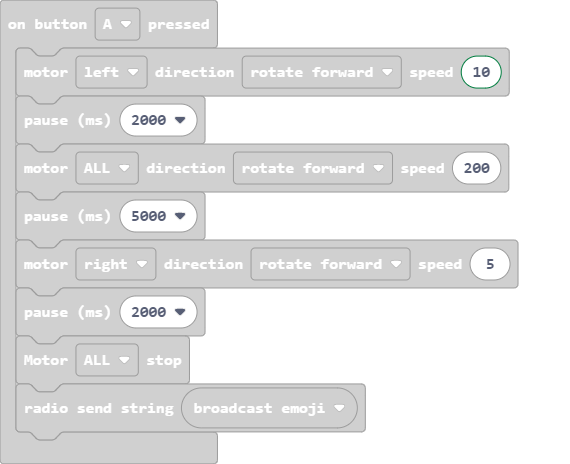 on button A pressed
motor left direction rotate forward speed 10
pause (ms) 2000
motor ALL direction rotate forward speed 200
pause (ms) 5000
motor right direction rotate forward speed 5
pause (ms) 2000
Motor ALL stop
radio send string broadcast emoji